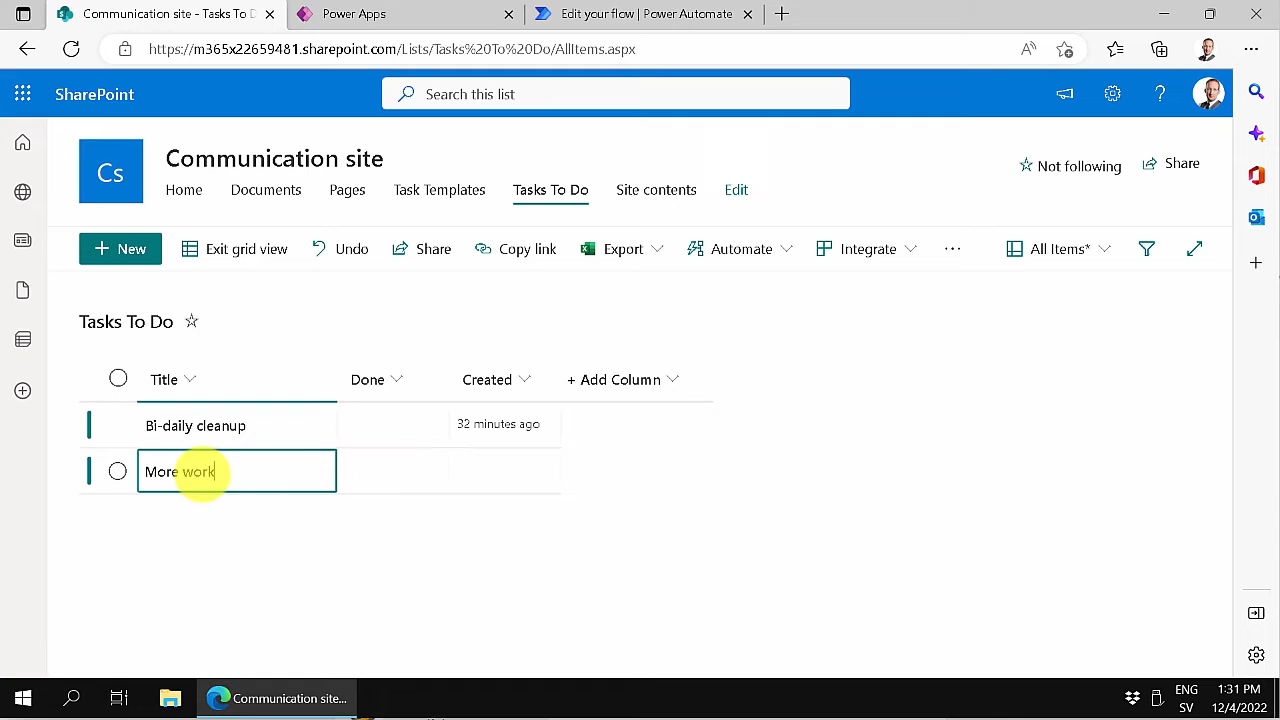 Communication site - Tasks To D
Power Apps
Edit your flow | Power Automate
https://m365x22659481.sharepoint.com/Lists/Tasks%20To%20Do/AllItems.aspx
SharePoint
Search this list
Cs
Communication site
Not following
Share
Home
Documents
Pages
Task Templates
Tasks To Do
Site contents
Edit
New
Exit grid view
Undo
Share
Copy link
Export
Automate
Integrate
All Items*
Tasks To Do
Title
Done
Created
+ Add Column
Bi-daily cleanup
32 minutes ago
More work
Communication site...
ENG
SV
1:31 PM
12/4/2022